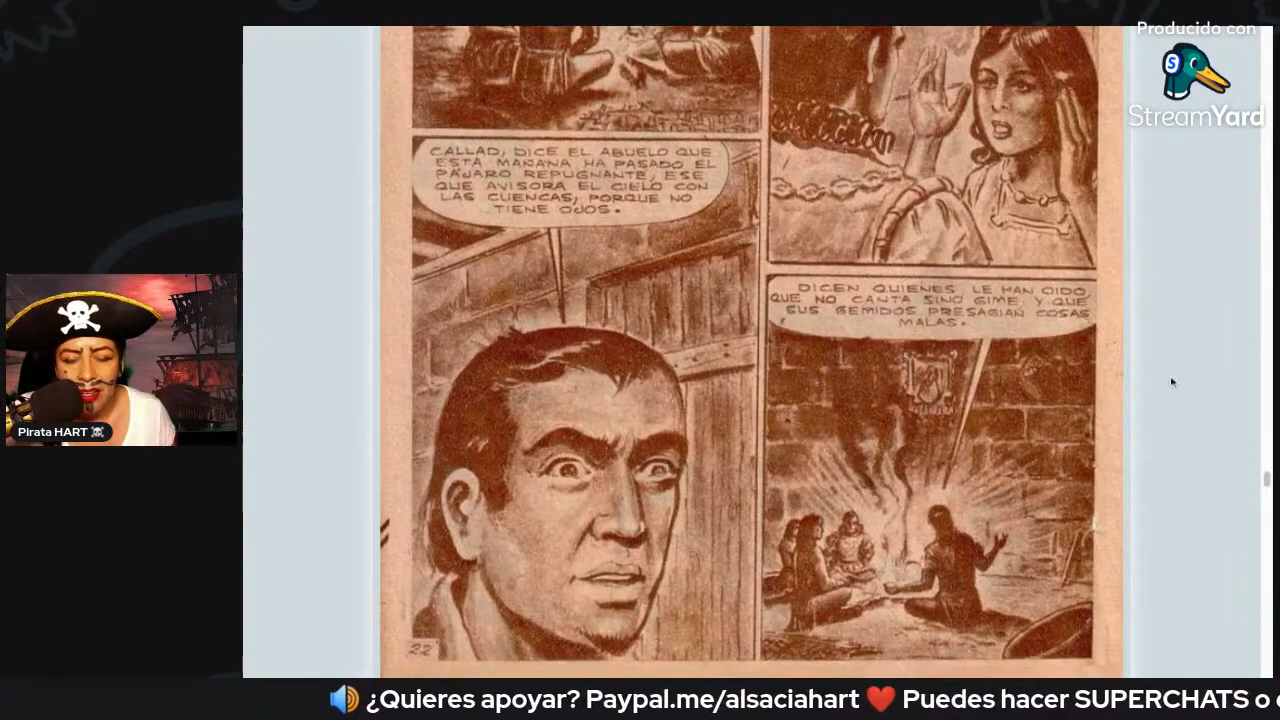 Producido con
StreamYard
CALLAD, DICE EL ABUELO QUE
ESTA MAÑANA HA PASADO EL
PÁJARO REPUGNANTE, ESE
QUE AVISORA EL CIELO CON
LAS CUENCAS, PORQUE NO
TIENE OJOS.
DICEN QUIENES LE HAN OIDO,
QUE NO CANTA SINO GIME, Y QUE
SUS GEMIDOS PRESAGIAN COSAS
MALAS.
22
Pirata HART ☠️
🔊 ¿Quieres apoyar? Paypal.me/alsaciahart ❤️ Puedes hacer SUPERCHATS o